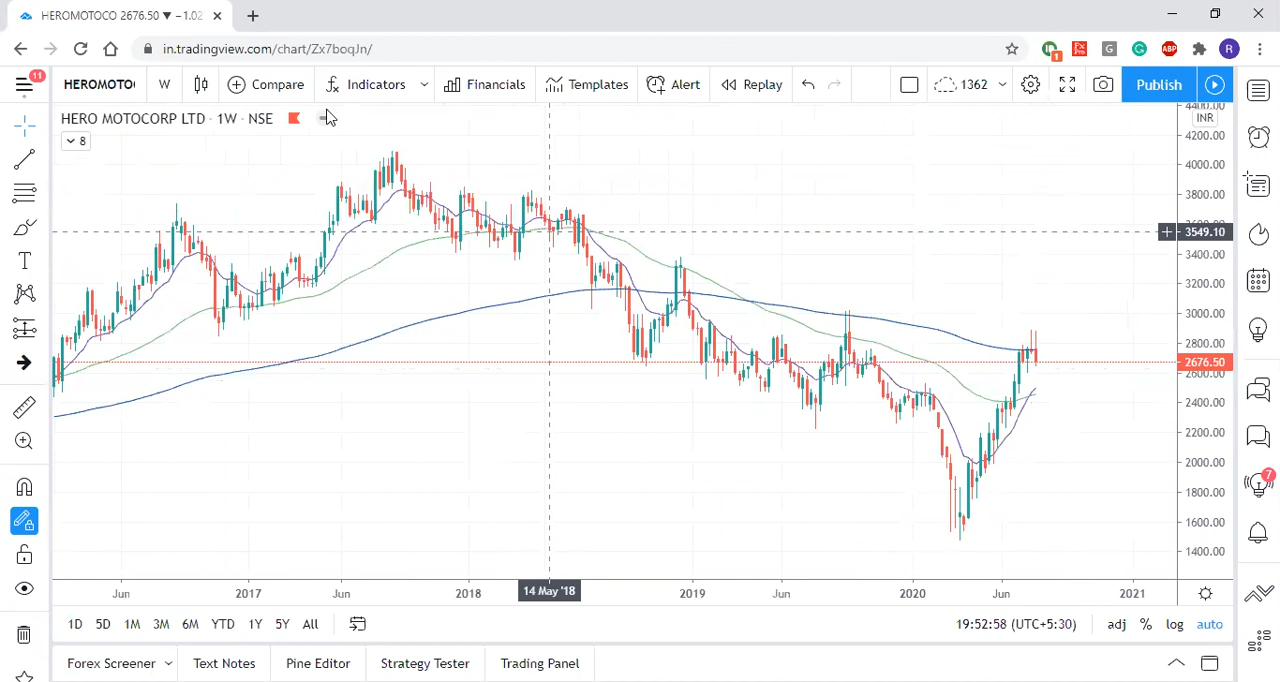 HEROMOTOCO 2676.50 ▼ −1.02
in.tradingview.com/chart/Zx7boqJn/
1
ABP
G
R
11
HEROMOTO
W
Compare
Indicators
Financials
Templates
Alert
Replay
1362
Publish
HERO MOTOCORP LTD · 1W · NSE
8
4400.00
INR
4200.00
4000.00
3800.00
3549.10
3400.00
3200.00
3000.00
2800.00
2676.50
2600.00
2400.00
2200.00
2000.00
1800.00
1600.00
1400.00
7
Jun
2017
Jun
2018
14 May '18
2019
Jun
2020
Jun
2021
1D 5D 1M 3M 6M YTD 1Y 5Y All
19:52:58 (UTC+5:30)
adj % log auto
Forex Screener
Text Notes
Pine Editor
Strategy Tester
Trading Panel